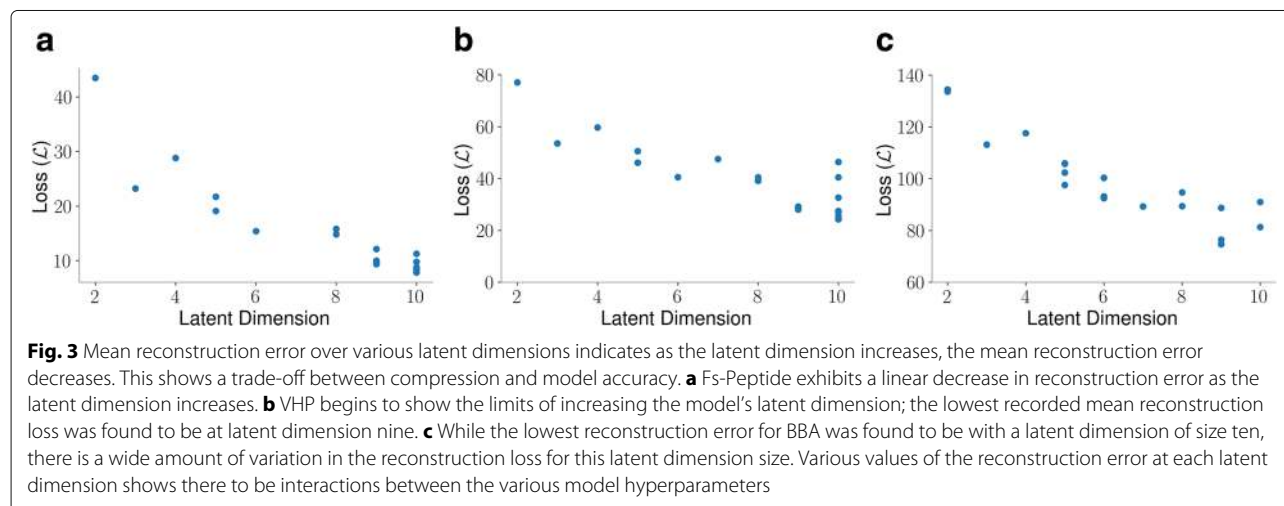 a
b
c
40
30
20
10
Loss (ℒ)
2 4 6 8 10
Latent Dimension
80
60
40
20
0
Loss (ℒ)
2 4 6 8 10
Latent Dimension
140
120
100
80
60
Loss (ℒ)
2 4 6 8 10
Latent Dimension
Fig. 3 Mean reconstruction error over various latent dimensions indicates as the latent dimension increases, the mean reconstruction error
decreases. This shows a trade-off between compression and model accuracy. a Fs-Peptide exhibits a linear decrease in reconstruction error as the
latent dimension increases. b VHP begins to show the limits of increasing the model’s latent dimension; the lowest recorded mean reconstruction
loss was found to be at latent dimension nine. c While the lowest reconstruction error for BBA was found to be with a latent dimension of size ten,
there is a wide amount of variation in the reconstruction loss for this latent dimension size. Various values of the reconstruction error at each latent
dimension shows there to be interactions between the various model hyperparameters